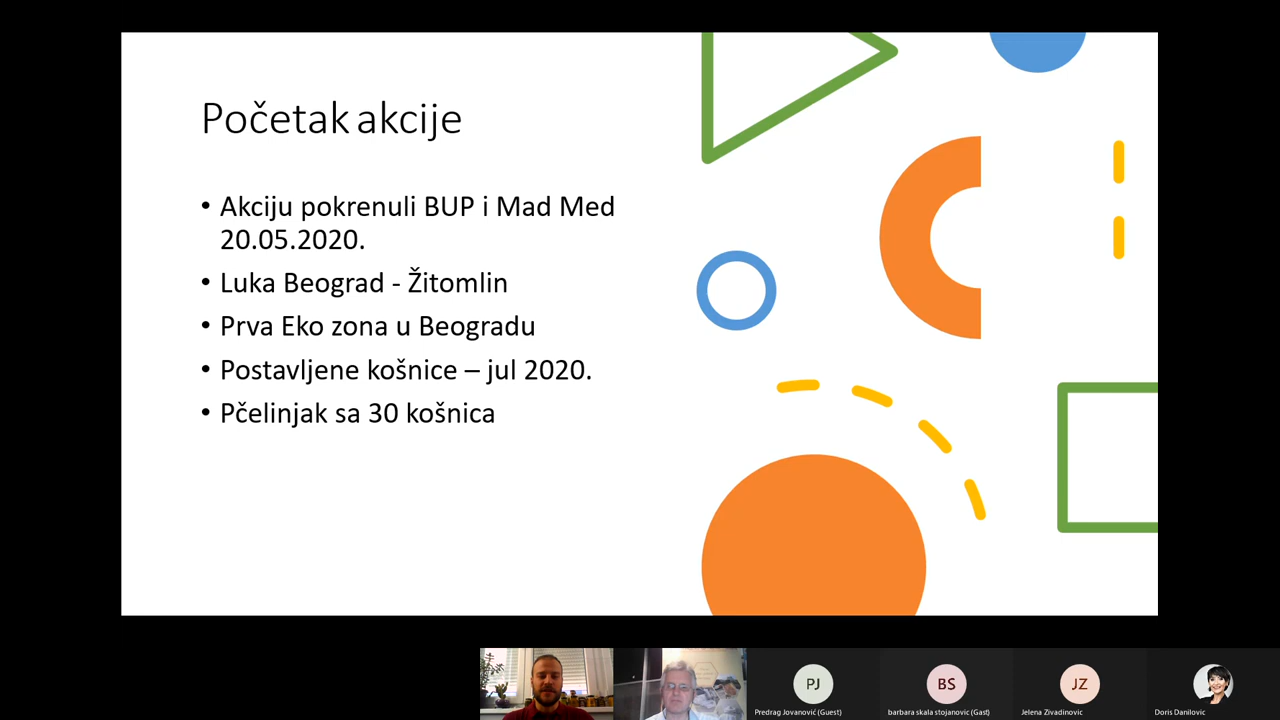 Početak akcije
• Akciju pokrenuli BUP i Mad Med
20.05.2020.
• Luka Beograd - Žitomlin
• Prva Eko zona u Beogradu
• Postavljene košnice – jul 2020.
• Pčelinjak sa 30 košnica
PJ
BS
JZ
Predrag Jovanović (Guest)
barbara skala stojanovic (Gast)
Jelena Zivadinovic
Doris Danilovic